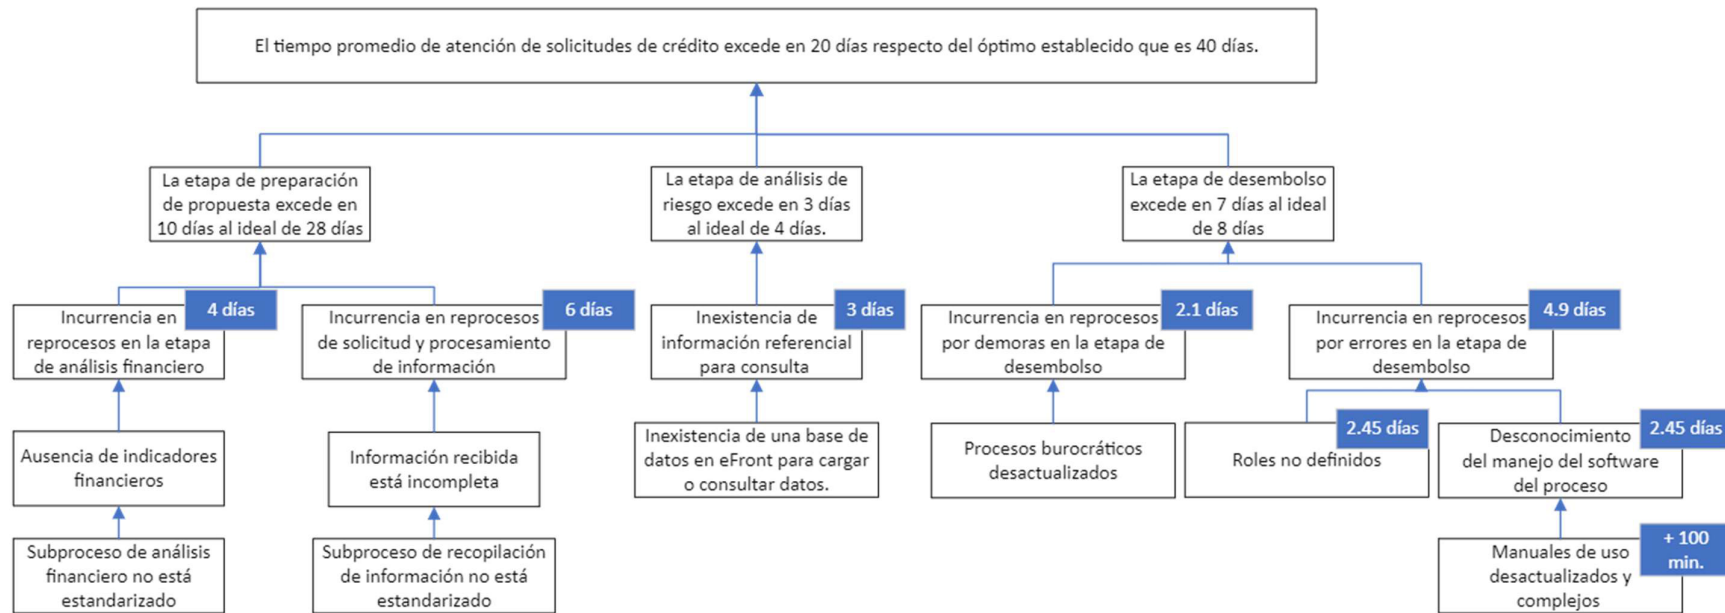 El tiempo promedio de atención de solicitudes de crédito excede en 20 días respecto del óptimo establecido que es 40 días.
La etapa de preparación
de propuesta excede en
10 días al ideal de 28 días
La etapa de análisis de
riesgo excede en 3 días
al ideal de 4 días.
La etapa de desembolso
excede en 7 días al ideal
de 8 días
4 días
Incurrencia en
reprocesos en la etapa
de análisis financiero
6 días
Incurrencia en reprocesos
de solicitud y procesamiento
de información
3 días
Inexistencia de
información referencial
para consulta
2.1 días
Incurrencia en reprocesos
por demoras en la etapa de
desembolso
4.9 días
Incurrencia en reprocesos
por errores en la etapa de
desembolso
Ausencia de indicadores
financieros
Información recibida
está incompleta
Inexistencia de una base de
datos en eFront para cargar
o consultar datos.
Procesos burocráticos
desactualizados
2.45 días
Roles no definidos
2.45 días
Desconocimiento
del manejo del software
del proceso
Subproceso de análisis
financiero no está
estandarizado
Subproceso de recopilación
de información no está
estandarizado
+ 100
min.
Manuales de uso
desactualizados y
complejos